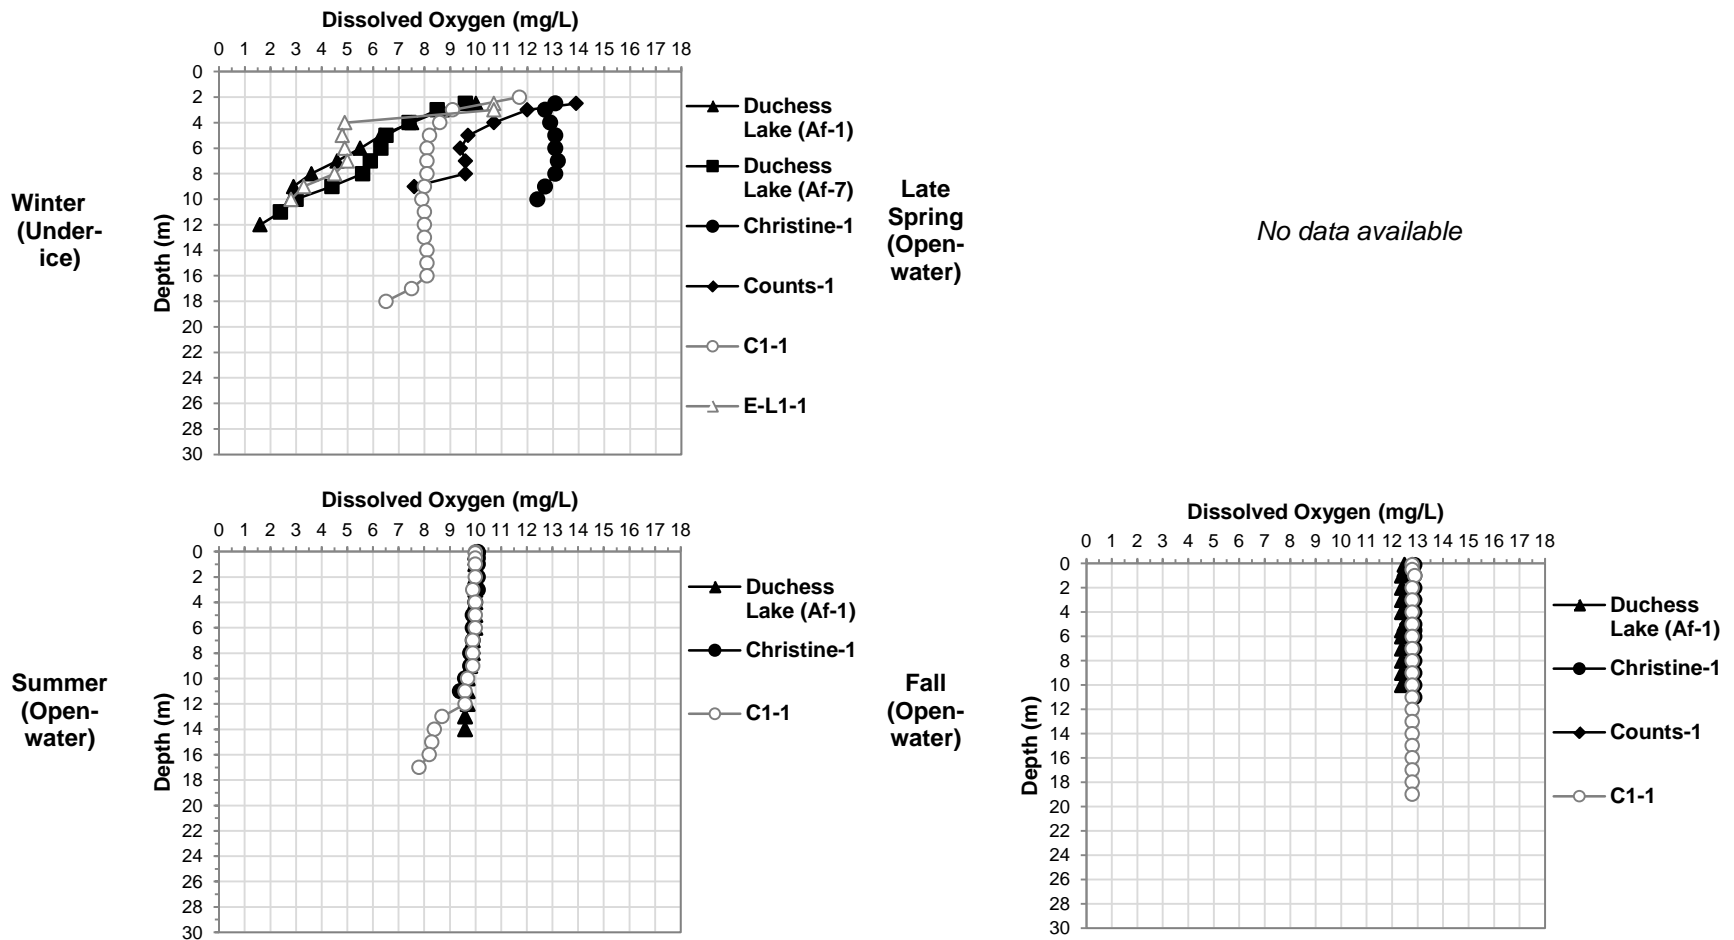 Dissolved Oxygen (mg/L)
0 1 2 3 4 5 6 7 8 9 10 11 12 13 14 15 16 17 18
0
2
4
6
8
10
12
14
16
18
20
22
24
26
28
30
Depth (m)
Winter
(Under-
ice)
Duchess
Lake (Af-1)
Duchess
Lake (Af-7)
Christine-1
Counts-1
C1-1
E-L1-1
Late
Spring
(Open-
water)
No data available
Dissolved Oxygen (mg/L)
0 1 2 3 4 5 6 7 8 9 10 11 12 13 14 15 16 17 18
0
2
4
6
8
10
12
14
16
18
20
22
24
26
28
30
Depth (m)
Summer
(Open-
water)
Duchess
Lake (Af-1)
Christine-1
C1-1
Fall
(Open-
water)
Dissolved Oxygen (mg/L)
0 1 2 3 4 5 6 7 8 9 10 11 12 13 14 15 16 17 18
0
2
4
6
8
10
12
14
16
18
20
22
24
26
28
30
Depth (m)
Duchess
Lake (Af-1)
Christine-1
Counts-1
C1-1